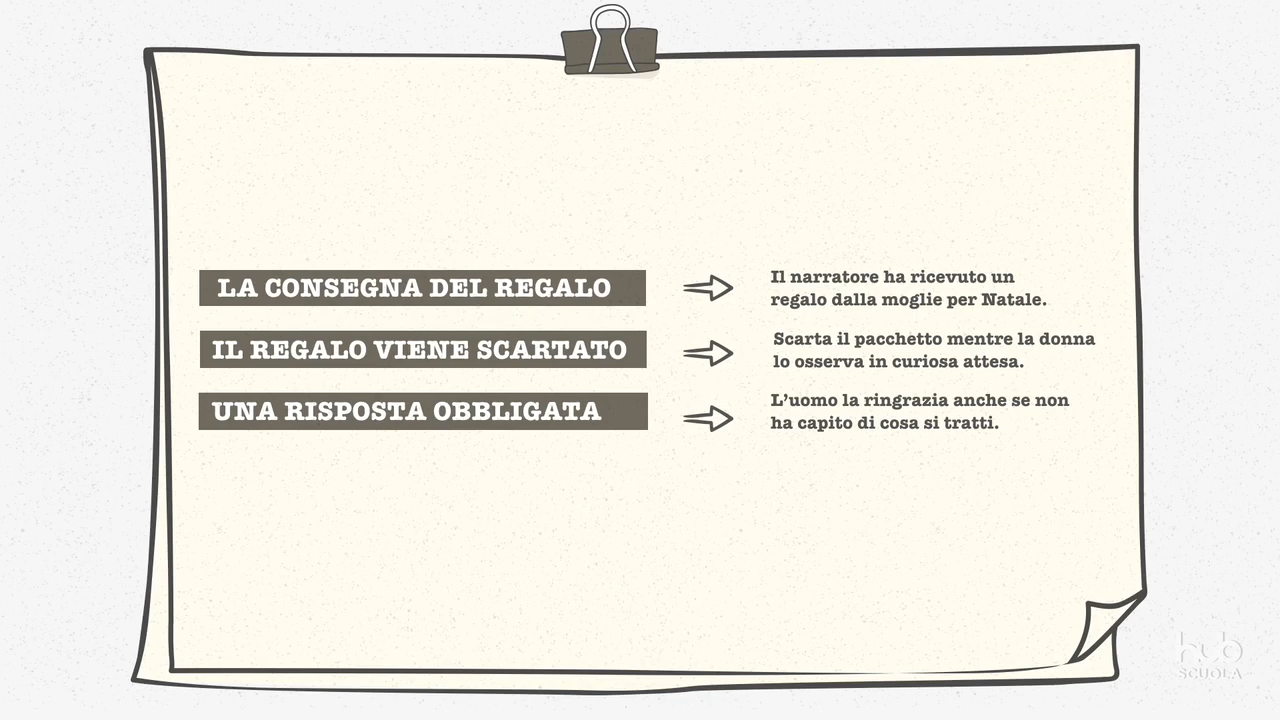 LA CONSEGNA DEL REGALO
Il narratore ha ricevuto un
regalo dalla moglie per Natale.
IL REGALO VIENE SCARTATO
Scarta il pacchetto mentre la donna
lo osserva in curiosa attesa.
UNA RISPOSTA OBBLIGATA
L’uomo la ringrazia anche se non
ha capito di cosa si tratti.
hub
SCUOLA